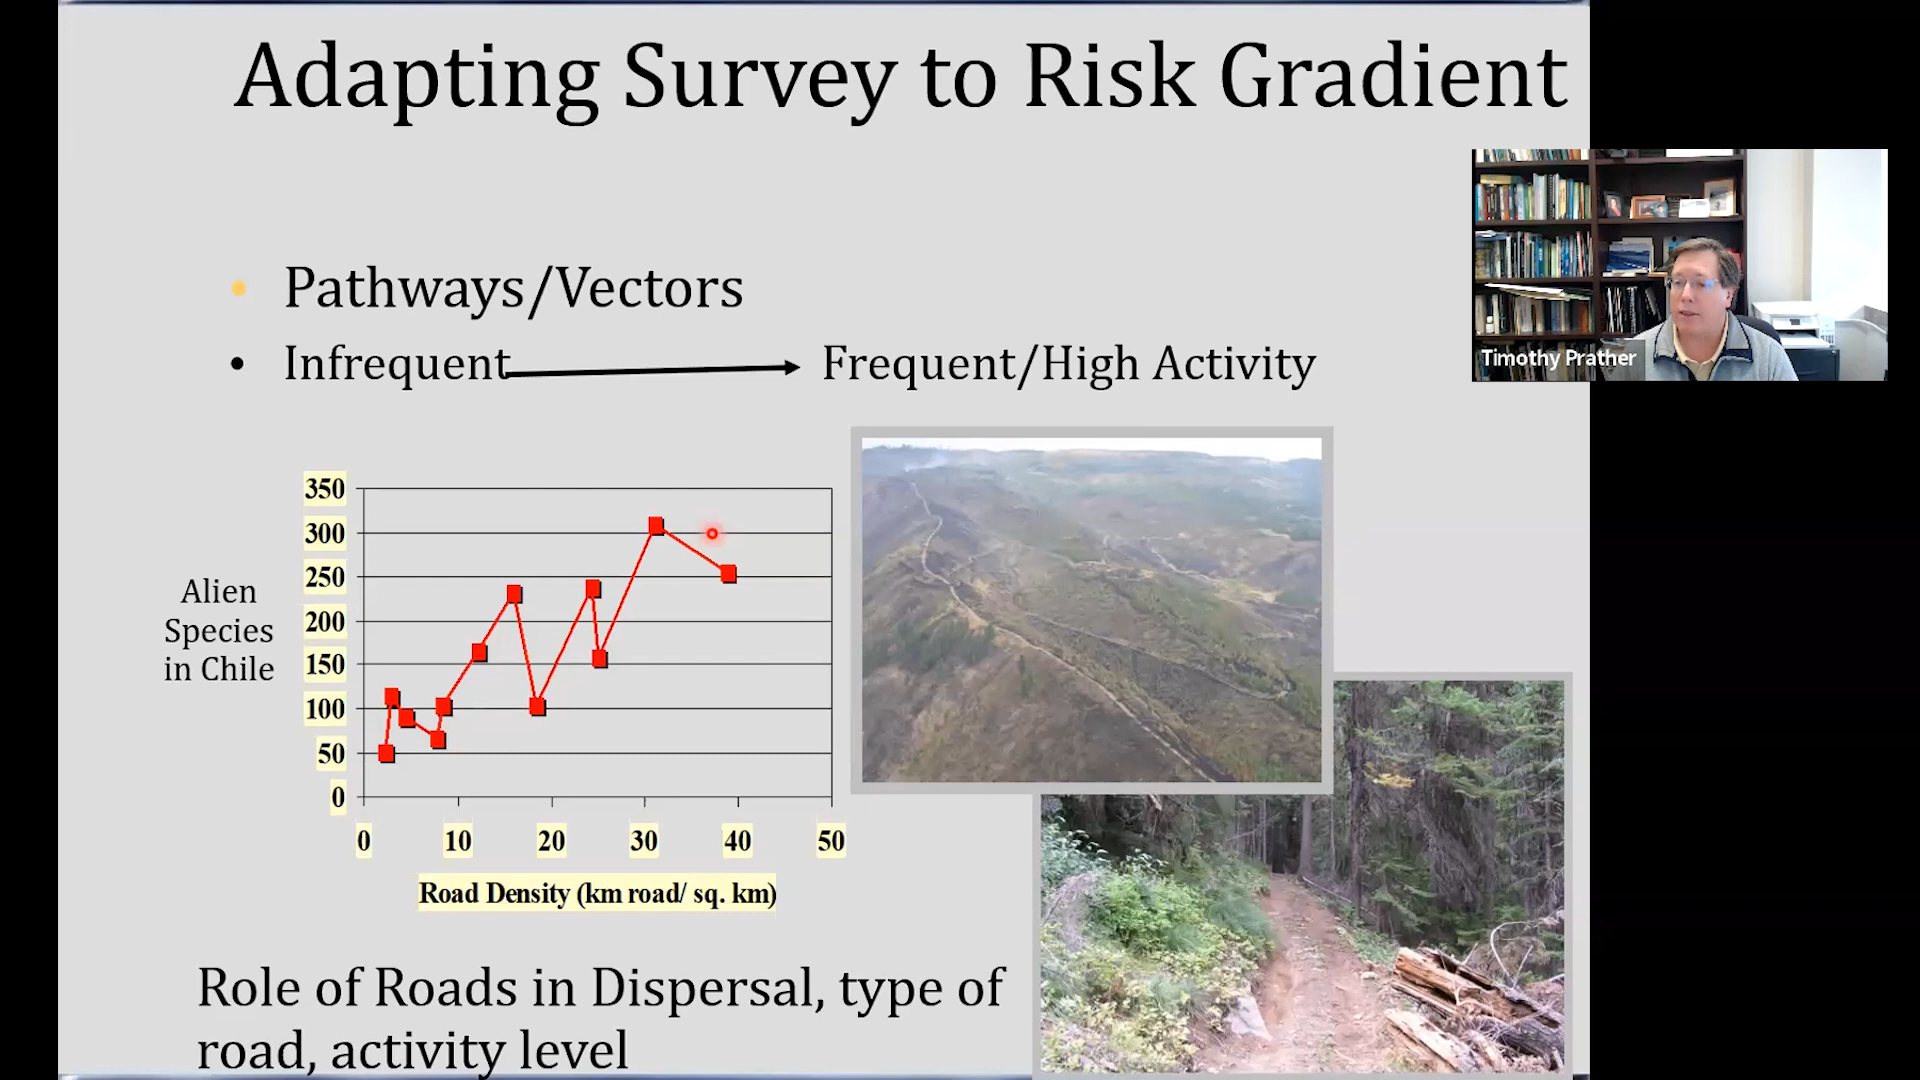 Adapting Survey to Risk Gradient
• Pathways/Vectors
• Infrequent Frequent/High Activity
Timothy Prather
350
300
250
200
150
100
50
0
Alien
Species
in Chile
0 10 20 30 40 50
Road Density (km road/ sq. km)
Role of Roads in Dispersal, type of
road, activity level